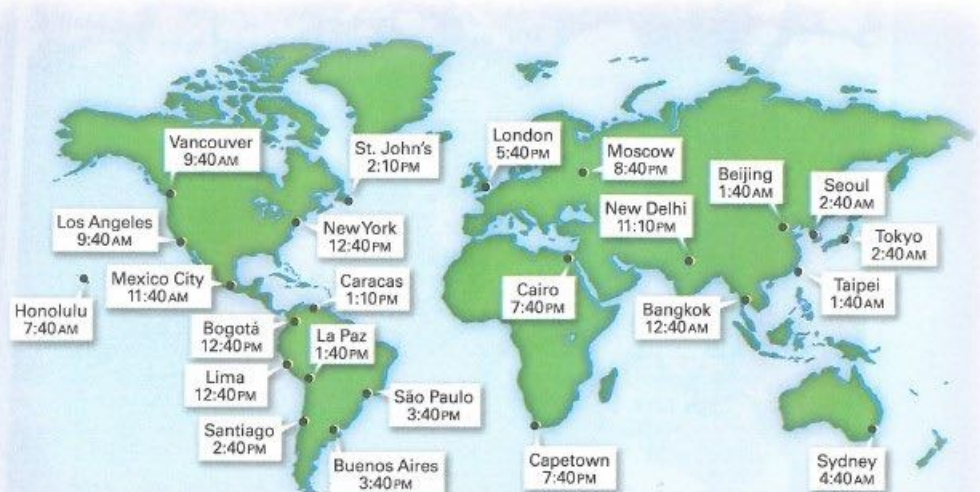 Vancouver
9:40AM
St. John's
2:10PM
London
5:40PM
Moscow
8:40PM
Beijing
1:40AM
Seoul
2:40AM
Los Angeles
9:40AM
New York
12:40PM
New Delhi
11:10PM
Tokyo
2:40AM
Honolulu
7:40AM
Mexico City
11:40AM
Caracas
1:10PM
Cairo
7:40PM
Bangkok
12:40AM
Taipei
1:40AM
Bogotá
12:40PM
La Paz
1:40PM
Lima
12:40PM
São Paulo
3:40PM
Santiago
2:40PM
Buenos Aires
3:40PM
Capetown
7:40PM
Sydney
4:40AM